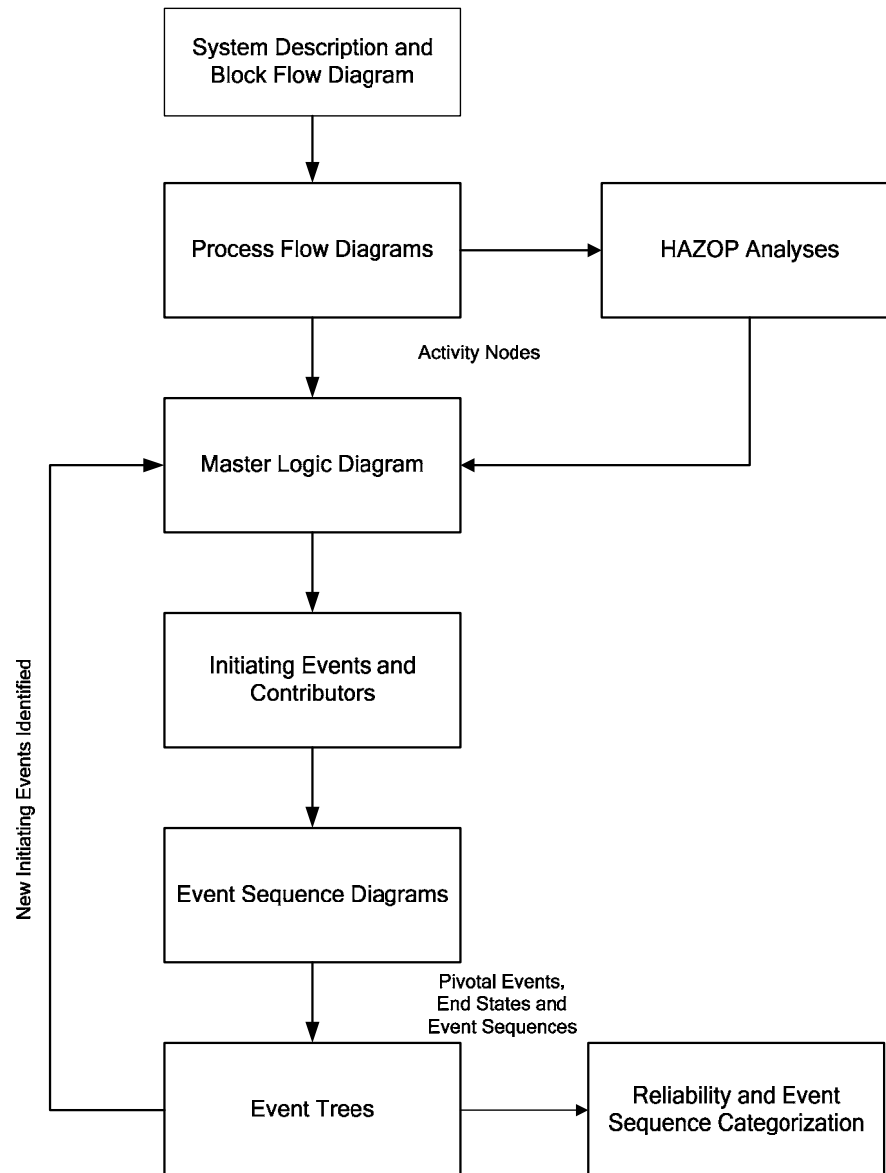 System Description and
Block Flow Diagram
Process Flow Diagrams
HAZOP Analyses
Activity Nodes
Master Logic Diagram
New Initiating Events Identified
Initiating Events and
Contributors
Event Sequence Diagrams
Pivotal Events,
End States and
Event Sequences
Event Trees
Reliability and Event
Sequence Categorization